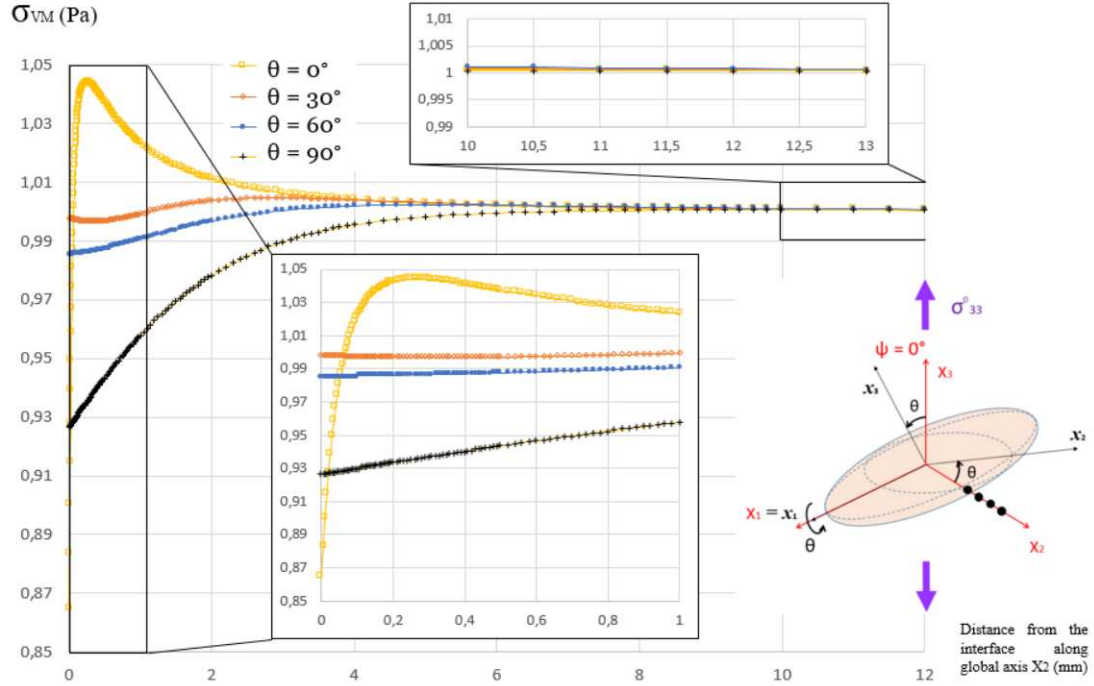 σVM (Pa)
1,05
1,03
1,01
0,99
0,97
0,95
0,93
0,91
0,89
0,87
0,85
0
2
4
6
8
10
12
θ = 0°
θ = 30°
θ = 60°
θ = 90°
1,01
1,005
1
0,995
0,99
10
10,5
11
11,5
12
12,5
13
1,05
1,03
1,01
0,99
0,97
0,95
0,93
0,91
0,89
0,87
0,85
0
0,2
0,4
0,6
0,8
1
σ°33
ψ = 0°
X3
x3
θ
x2
θ
X1 = x1
θ
X2
Distance from the
interface along
global axis X2 (mm)